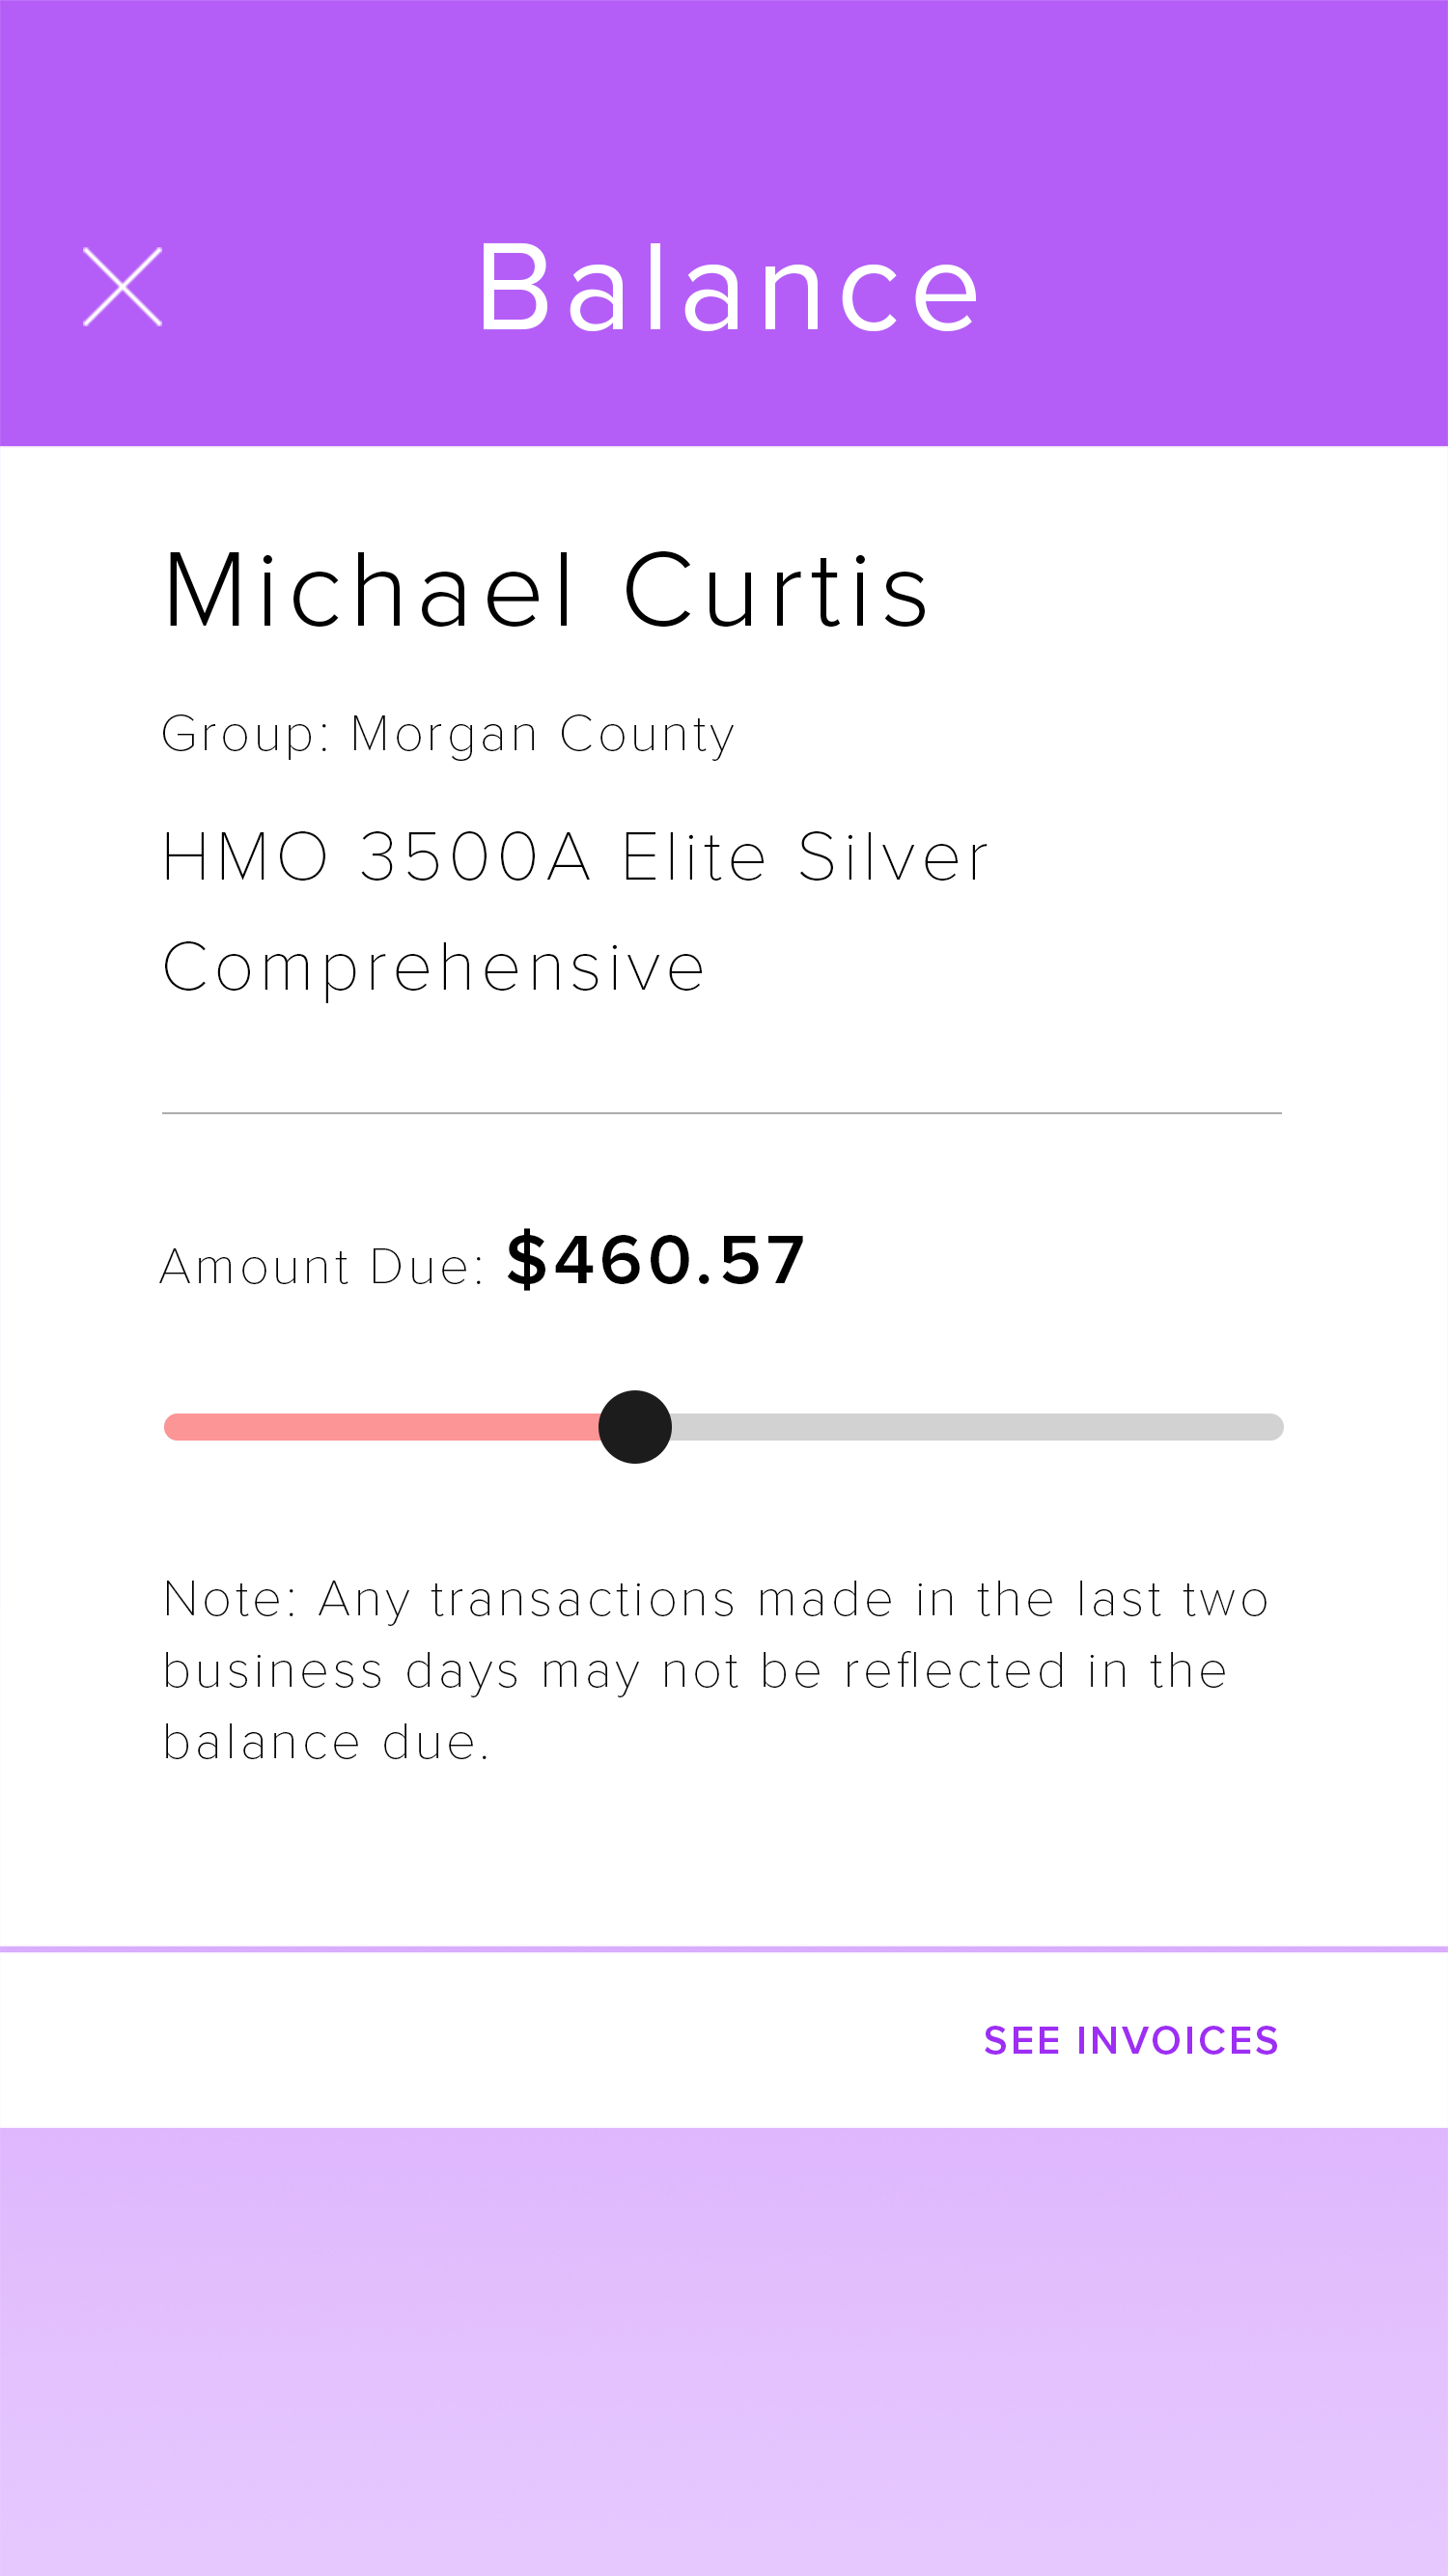 Balance
Michael Curtis
Group: Morgan County
HMO 3500A Elite Silver
Comprehensive
Amount Due: $460.57
Note: Any transactions made in the last two
business days may not be reflected in the
balance due.
SEE INVOICES